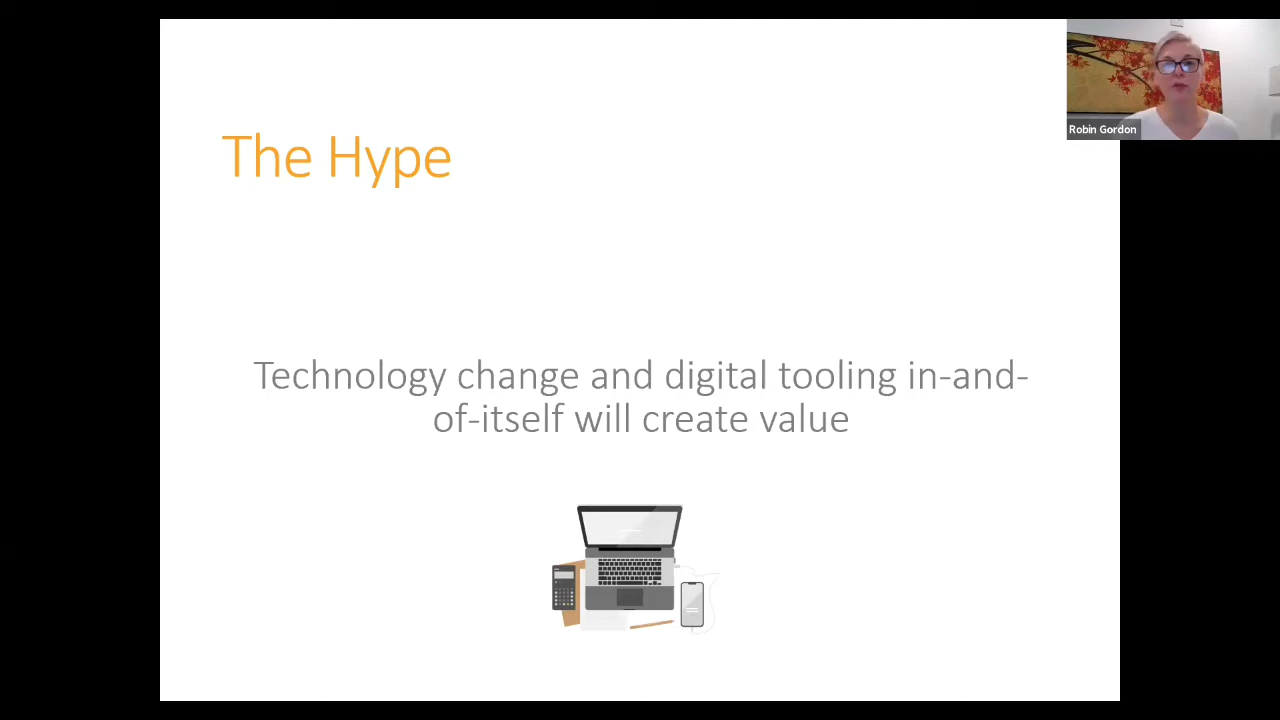 The Hype
Technology change and digital tooling in-and-
of-itself will create value
Robin Gordon